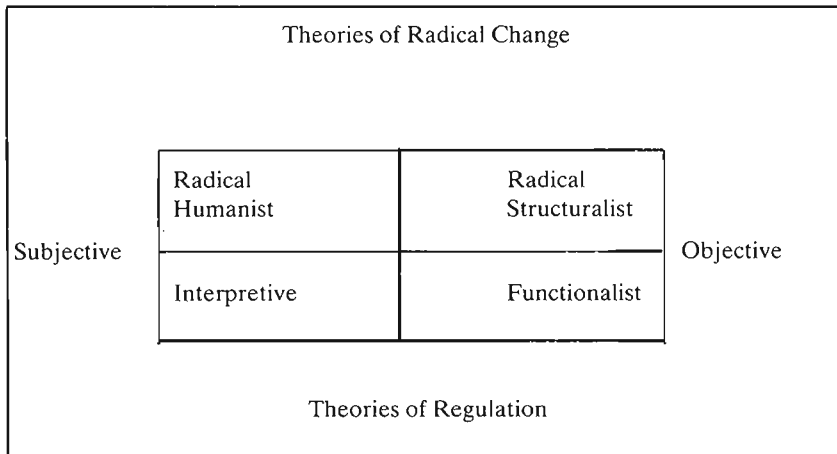 Theories of Radical Change
Radical Humanist
Radical Structuralist
Subjective
Objective
Interpretive
Functionalist
Theories of Regulation